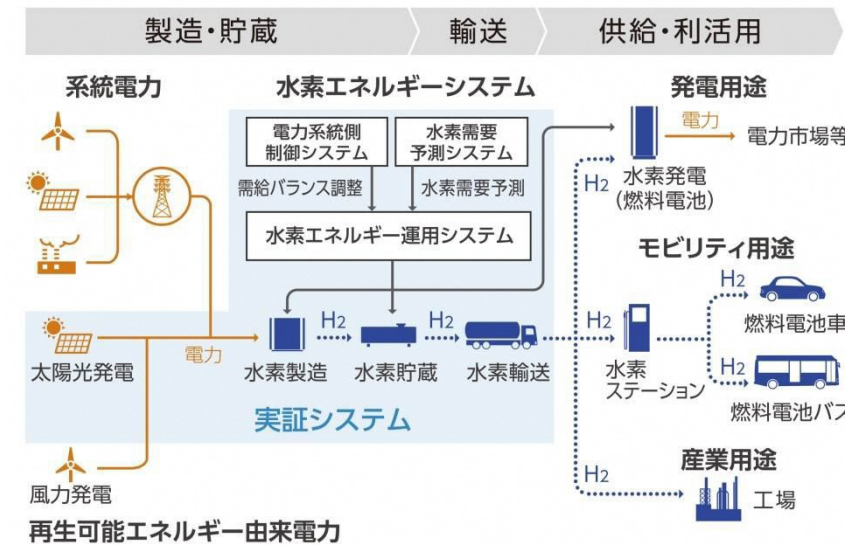 製造・貯蔵
輸送
供給・利活用
系統電力
水素エネルギーシステム
電力系統側
制御システム
水素需要
予測システム
需給バランス調整
水素需要予測
水素エネルギー運用システム
太陽光発電
電力
水素製造
H2
水素貯蔵
H2
水素輸送
実証システム
風力発電
再生可能エネルギー由来電力
発電用途
H2
水素発電
(燃料電池)
電力
電力市場等
モビリティ用途
H2
水素
ステーション
H2
燃料電池車
H2
燃料電池バス
産業用途
H2
工場